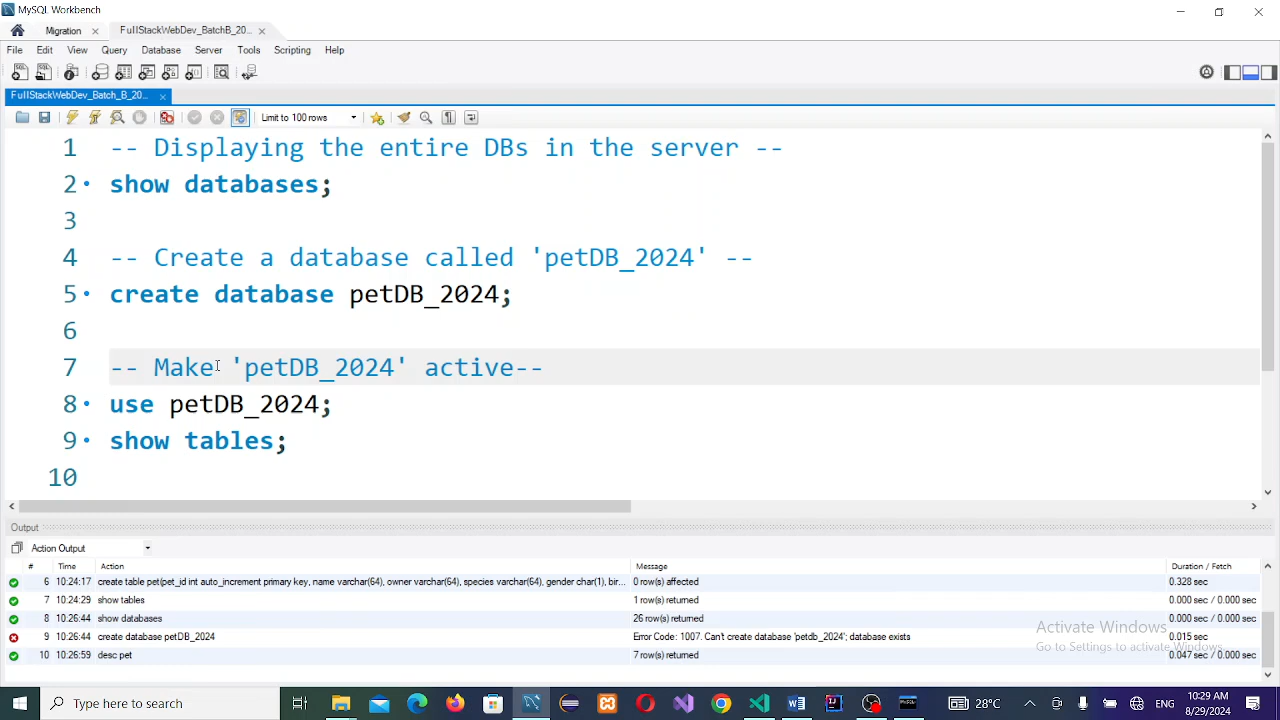 MySQL Workbench
Migration
FullStackWebDev_BatchB_20...
File Edit View Query Database Server Tools Scripting Help
FullStackWebDev_Batch_B_20...
Limit to 100 rows
1 -- Displaying the entire DBs in the server --
2 show databases;
3
4 -- Create a database called 'petDB_2024' --
5 create database petDB_2024;
6
7 -- Make 'petDB_2024' active--
8 use petDB_2024;
9 show tables;
10
Output
Action Output
# Time Action Message Duration / Fetch
6 10:24:17 create table pet(pet_id int auto_increment primary key, name varchar(64), owner varchar(64), species varchar(64), gender char(1), bir... 0 row(s) affected 0.328 sec
7 10:24:29 show tables 1 row(s) returned 0.000 sec / 0.000 sec
8 10:26:44 show databases 26 row(s) returned 0.000 sec / 0.000 sec
9 10:26:44 create database petDB_2024 Error Code: 1007. Can't create database 'petdb_2024'; database exists 0.015 sec
10 10:26:59 desc pet 7 row(s) returned 0.047 sec / 0.000 sec
Activate Windows
Go to Settings to activate Windows.
Type here to search
28°C
ENG
10:29 AM
8/29/2024